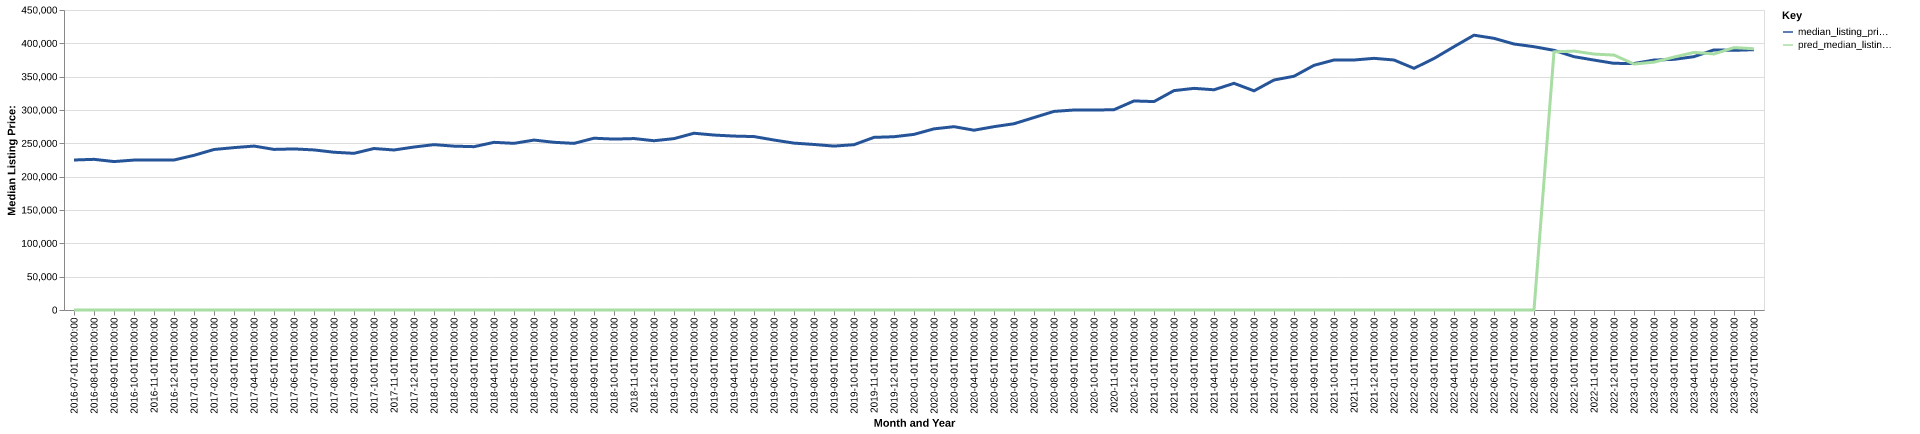 450,000
400,000
350,000
300,000
250,000
200,000
150,000
100,000
50,000
0
Median Listing Price:
2016-07-01T00:00:00
2016-08-01T00:00:00
2016-09-01T00:00:00
2016-10-01T00:00:00
2016-11-01T00:00:00
2016-12-01T00:00:00
2017-01-01T00:00:00
2017-02-01T00:00:00
2017-03-01T00:00:00
2017-04-01T00:00:00
2017-05-01T00:00:00
2017-06-01T00:00:00
2017-07-01T00:00:00
2017-08-01T00:00:00
2017-09-01T00:00:00
2017-10-01T00:00:00
2017-11-01T00:00:00
2017-12-01T00:00:00
2018-01-01T00:00:00
2018-02-01T00:00:00
2018-03-01T00:00:00
2018-04-01T00:00:00
2018-05-01T00:00:00
2018-06-01T00:00:00
2018-07-01T00:00:00
2018-08-01T00:00:00
2018-09-01T00:00:00
2018-10-01T00:00:00
2018-11-01T00:00:00
2018-12-01T00:00:00
2019-01-01T00:00:00
2019-02-01T00:00:00
2019-03-01T00:00:00
2019-04-01T00:00:00
2019-05-01T00:00:00
2019-06-01T00:00:00
2019-07-01T00:00:00
2019-08-01T00:00:00
2019-09-01T00:00:00
2019-10-01T00:00:00
2019-11-01T00:00:00
2019-12-01T00:00:00
2020-01-01T00:00:00
2020-02-01T00:00:00
2020-03-01T00:00:00
2020-04-01T00:00:00
2020-05-01T00:00:00
2020-06-01T00:00:00
2020-07-01T00:00:00
2020-08-01T00:00:00
2020-09-01T00:00:00
2020-10-01T00:00:00
2020-11-01T00:00:00
2020-12-01T00:00:00
2021-01-01T00:00:00
2021-02-01T00:00:00
2021-03-01T00:00:00
2021-04-01T00:00:00
2021-05-01T00:00:00
2021-06-01T00:00:00
2021-07-01T00:00:00
2021-08-01T00:00:00
2021-09-01T00:00:00
2021-10-01T00:00:00
2021-11-01T00:00:00
2021-12-01T00:00:00
2022-01-01T00:00:00
2022-02-01T00:00:00
2022-03-01T00:00:00
2022-04-01T00:00:00
2022-05-01T00:00:00
2022-06-01T00:00:00
2022-07-01T00:00:00
2022-08-01T00:00:00
2022-09-01T00:00:00
2022-10-01T00:00:00
2022-11-01T00:00:00
2022-12-01T00:00:00
2023-01-01T00:00:00
2023-02-01T00:00:00
2023-03-01T00:00:00
2023-04-01T00:00:00
2023-05-01T00:00:00
2023-06-01T00:00:00
2023-07-01T00:00:00
Month and Year
Key
median_listing_pri…
pred_median_listin…